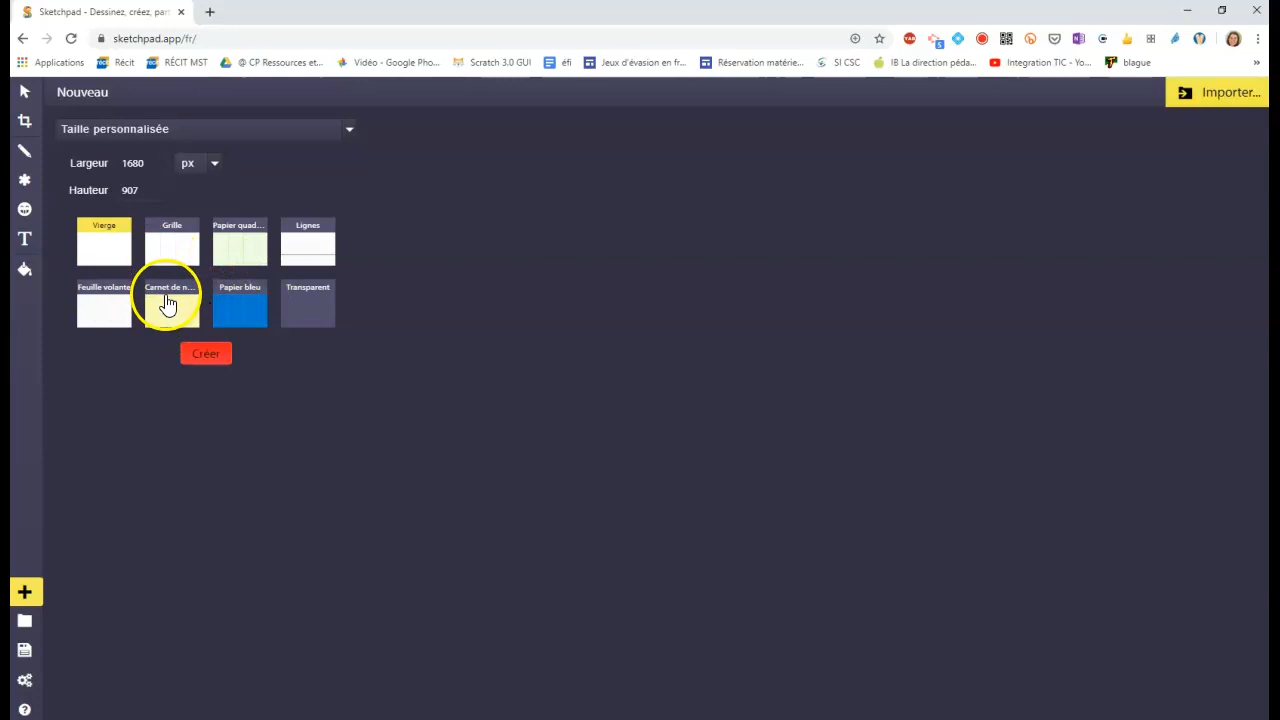 Sketchpad - Dessinez, créez, par
sketchpad.app/fr/
Applications Récit RÉCIT MST @ CP Ressources et... Vidéo - Google Pho... Scratch 3.0 GUI éfi Jeux d'évasion en fr... Réservation matérie... SI CSC IB La direction péda... Integration TIC - Yo... blague »
Nouveau
Importer...
Taille personnalisée
Largeur 1680 px
Hauteur 907
Vierge Grille Papier quad... Lignes
Feuille volante Carnet de n... Papier bleu Transparent
Créer